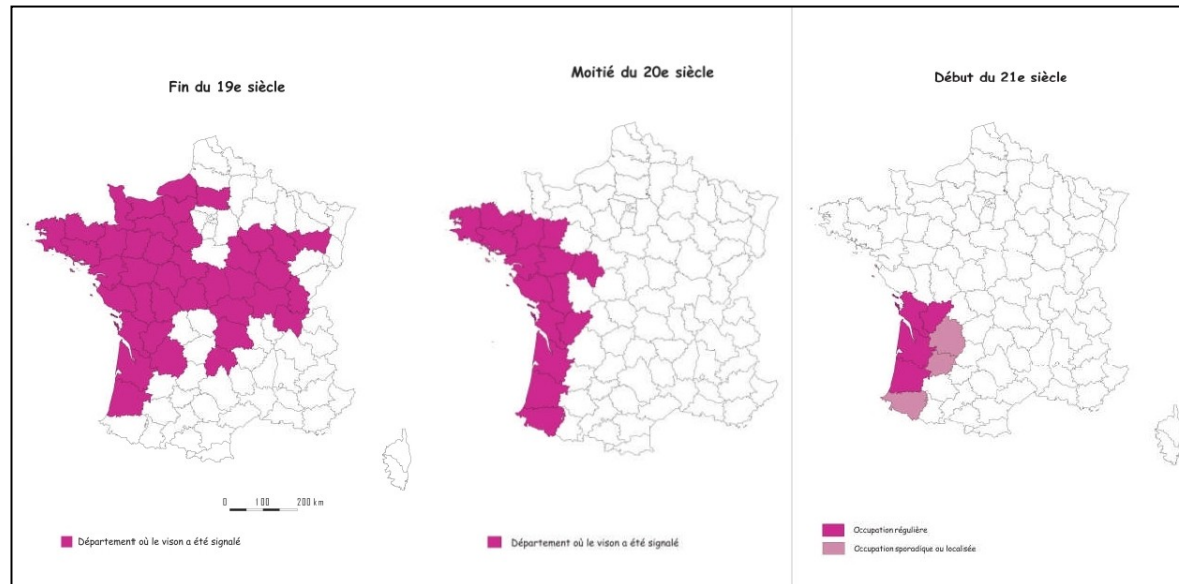 Fin du 19e siècle
Moitié du 20e siècle
Début du 21e siècle
0 100 200 km
Département où le vison a été signalé
Département où le vison a été signalé
Occupation régulière
Occupation sporadique ou localisée